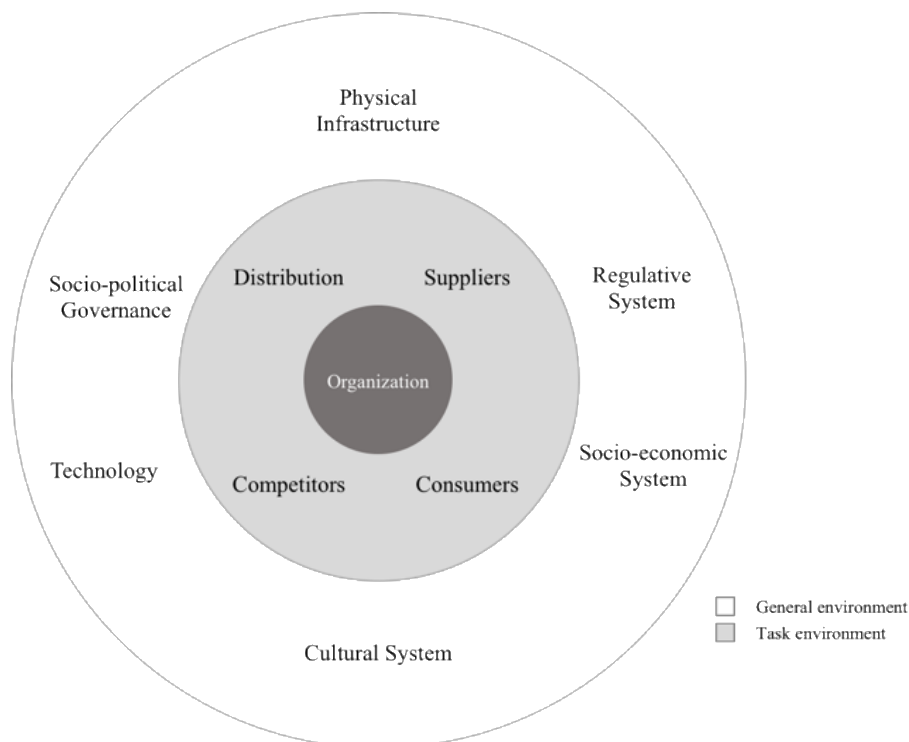 Physical
Infrastructure
Distribution
Suppliers
Socio-political
Governance
Regulative
System
Organization
Technology
Socio-economic
System
Competitors
Consumers
General environment
Task environment
Cultural System